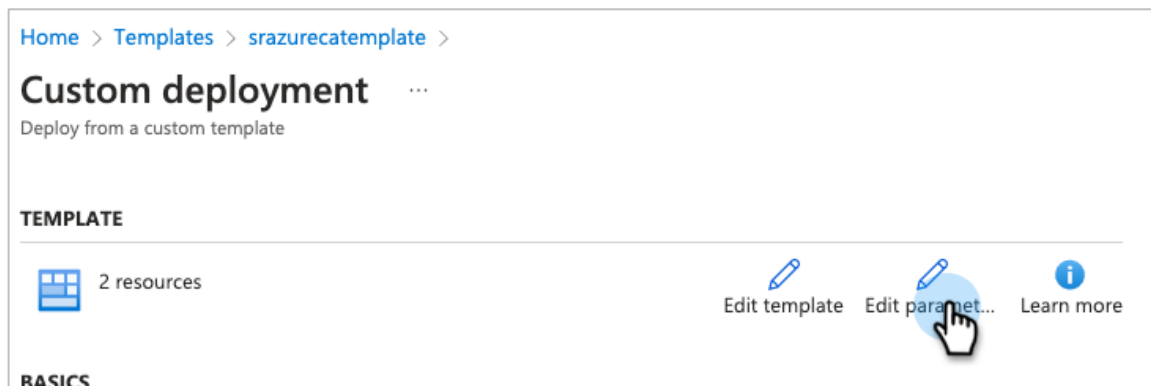 Home > Templates > srazurecatemplate >
Custom deployment ...
Deploy from a custom template
TEMPLATE
2 resources
Edit template Edit paramet... Learn more
BASICS